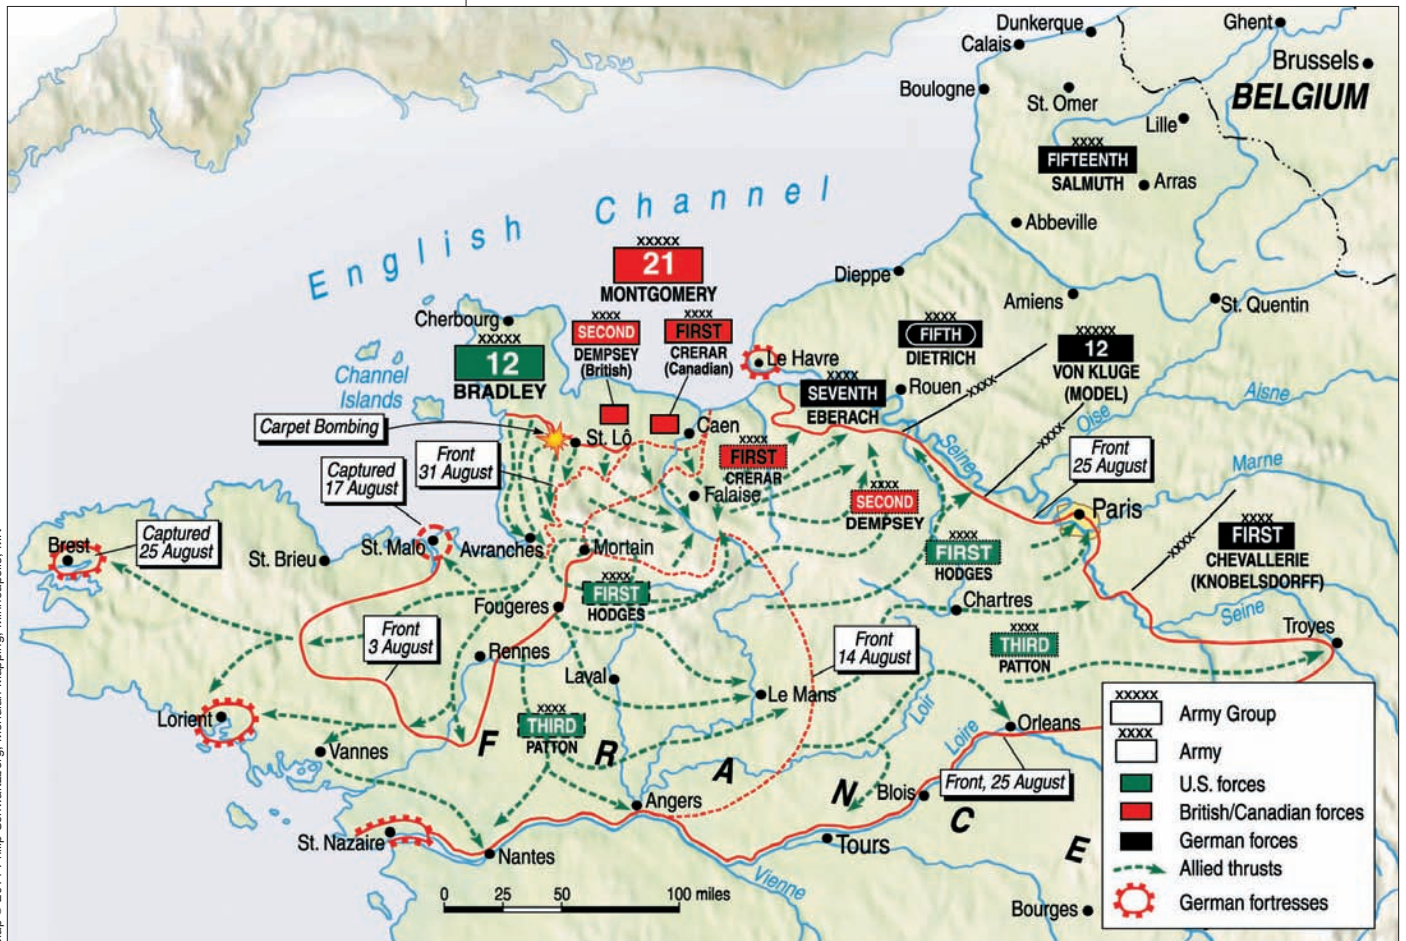 Dunkerque
Calais
Ghent
Brussels
BELGIUM
Boulogne
St. Omer
Lille
XXXX
FIFTEENTH
SALMUTH
Arras
Abbeville
English Channel
XXXXX
21
MONTGOMERY
Dieppe
Amiens
St. Quentin
Cherbourg
XXXXX
12
BRADLEY
XXXX
SECOND
DEMPSEY
(British)
XXXX
FIRST
CRERAR
(Canadian)
Le Havre
XXXX
FIFTH
DIETRICH
XXXXX
12
VON KLUGE
(MODEL)
XXXX
SEVENTH
EBERACH
Rouen
XXXX
Channel
Islands
Aisne
Oise
Carpet Bombing
St. Lô
Caen
XXXX
Seine
Front
25 August
Marne
Front
31 August
Captured
17 August
XXXX
FIRST
CRERAR
Falaise
XXXX
SECOND
DEMPSEY
Paris
Captured
25 August
Brest
St. Brieu
St. Malo
Avranches
Mortain
XXXX
FIRST
HODGES
XXXX
XXXX
FIRST
CHEVALLERIE
(KNOBELSDORFF)
XXXX
FIRST
HODGES
Fougeres
Chartres
Seine
Troyes
Front
3 August
Rennes
Front
14 August
XXXX
THIRD
PATTON
Laval
Le Mans
Lorient
Vannes
XXXX
THIRD
PATTON
Loir
Loire
Orleans
FRANCE
Front, 25 August
Blois
Angers
St. Nazaire
Nantes
Tours
Vienne
Bourges
0 25 50 100 miles
XXXXX
Army Group
XXXX
Army
U.S. forces
British/Canadian forces
German forces
Allied thrusts
German fortresses